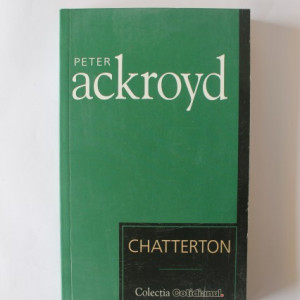 PETER
ackroyd
CHATTERTON
Colecția Cotidianul.